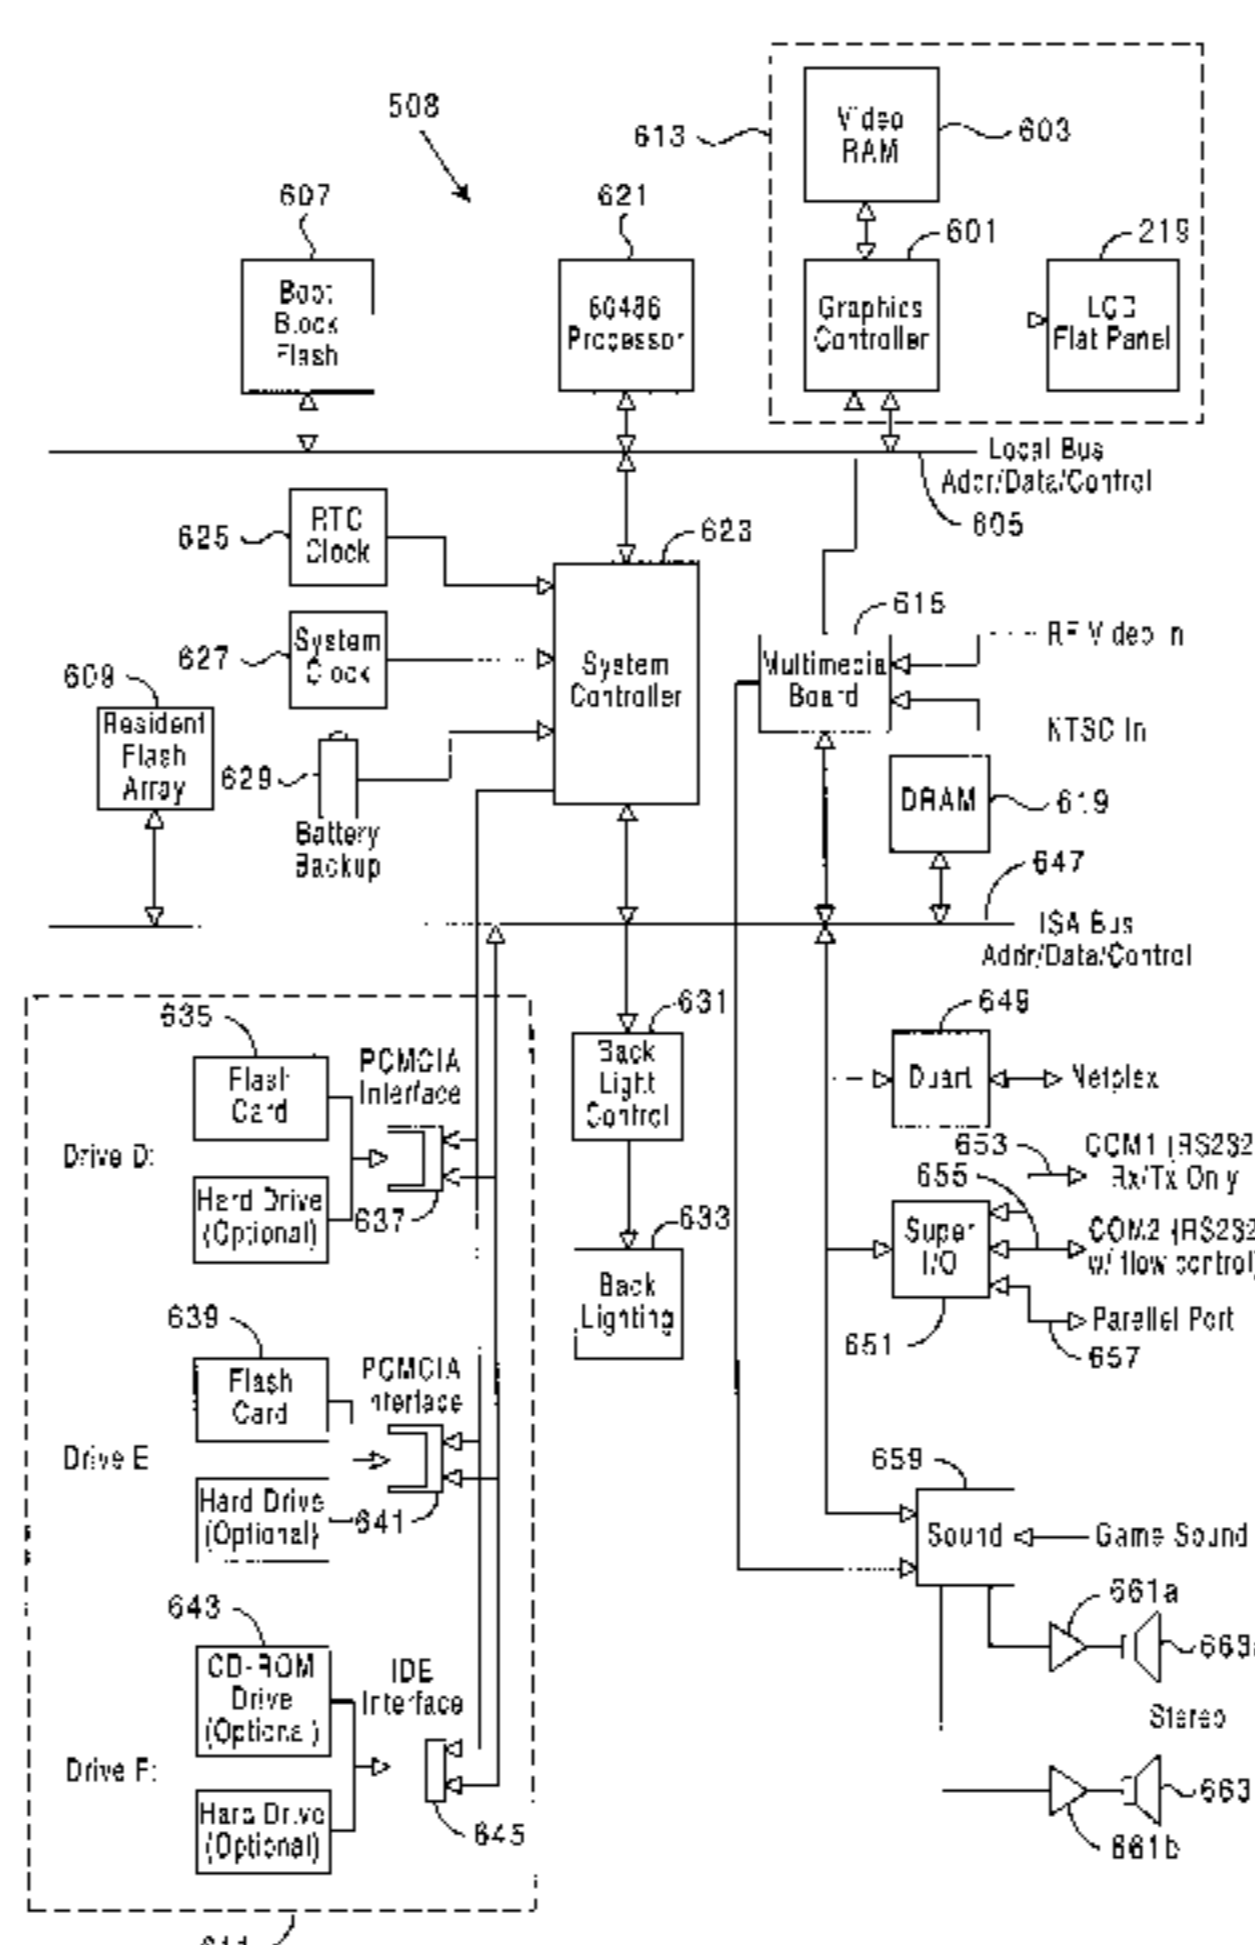 508
613
Video
RAM
603
607
621
601
219
Boot
Block
Flash
80486
Processor
Graphics
Controller
LCD
Flat Panel
Local Bus
Addr/Data/Control
605
625
RTC
Clock
623
627
System
Clock
System
Controller
615
Multimedia
Board
RF Video In
NTSC In
609
Resident
Flash
Array
629
Battery
Backup
DRAM
619
647
ISA Bus
Addr/Data/Control
635
Flash
Card
PCMCIA
Interface
Drive D:
Hard Drive
(Optional)
637
631
Back
Light
Control
633
Back
Lighting
649
Duart
Netplex
653
COM1 (RS232
Rx/Tx Only
655
Super
I/O
COM2 (RS232
w/ flow control)
651
Parallel Port
657
639
Flash
Card
PCMCIA
Interface
Drive E
Hard Drive
(Optional)
641
659
Sound
Game Sound
643
CD-ROM
Drive
(Optional)
IDE
Interface
Drive F:
Hard Drive
(Optional)
645
661a
663a
Stereo
663
661b